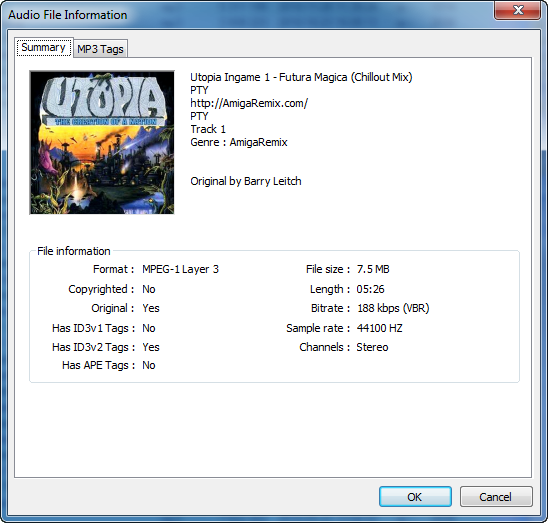 Audio File Information
Summary
MP3 Tags
UTOPIA
THE CREATION OF A NATION
Utopia Ingame 1 - Futura Magica (Chillout Mix)
PTY
http://AmigaRemix.com/
PTY
Track 1
Genre : AmigaRemix
Original by Barry Leitch
File information
Format : MPEG-1 Layer 3
File size : 7.5 MB
Copyrighted : No
Length : 05:26
Original : Yes
Bitrate : 188 kbps (VBR)
Has ID3v1 Tags : No
Sample rate : 44100 HZ
Has ID3v2 Tags : Yes
Channels : Stereo
Has APE Tags : No
OK
Cancel